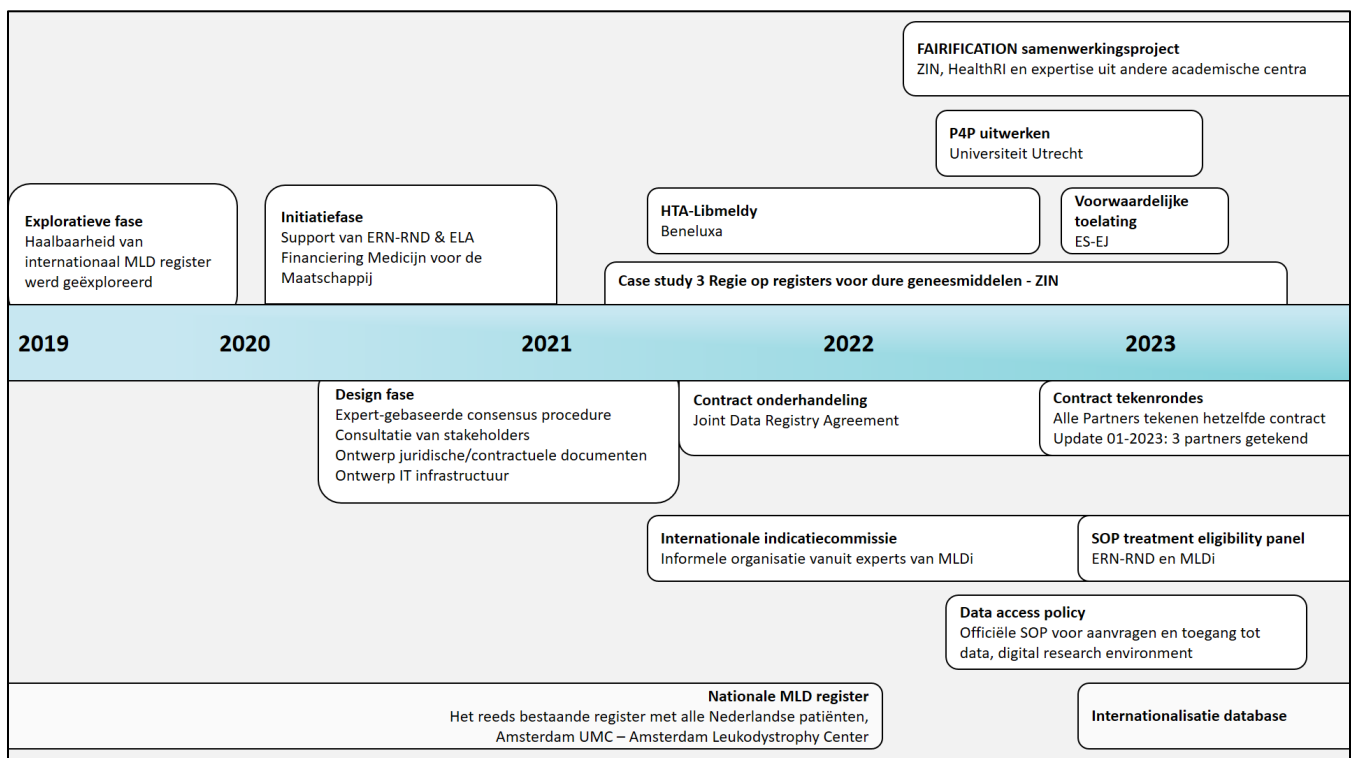 FAIRIFICATION samenwerkingsproject
ZIN, HealthRI en expertise uit andere academische centra
P4P uitwerken
Universiteit Utrecht
Exploratieve fase
Haalbaarheid van
internationaal MLD register
werd geëxploreerd
Initiatiefase
Support van ERN-RND & ELA
Financiering Medicijn voor de
Maatschappij
HTA-Libmeldy
Beneluxa
Voorwaardelijke
toelating
ES-EJ
Case study 3 Regie op registers voor dure geneesmiddelen - ZIN
2019
2020
2021
2022
2023
Design fase
Expert-gebaseerde consensus procedure
Consultatie van stakeholders
Ontwerp juridische/contractuele documenten
Ontwerp IT infrastructuur
Contract onderhandeling
Joint Data Registry Agreement
Contract tekenrondes
Alle Partners tekenen hetzelfde contract
Update 01-2023: 3 partners getekend
Internationale indicatiecommissie
Informele organisatie vanuit experts van MLDi
SOP treatment eligibility panel
ERN-RND en MLDi
Data access policy
Officiële SOP voor aanvragen en toegang tot
data, digital research environment
Nationale MLD register
Het reeds bestaande register met alle Nederlandse patiënten,
Amsterdam UMC – Amsterdam Leukodystrophy Center
Internationalisatie database